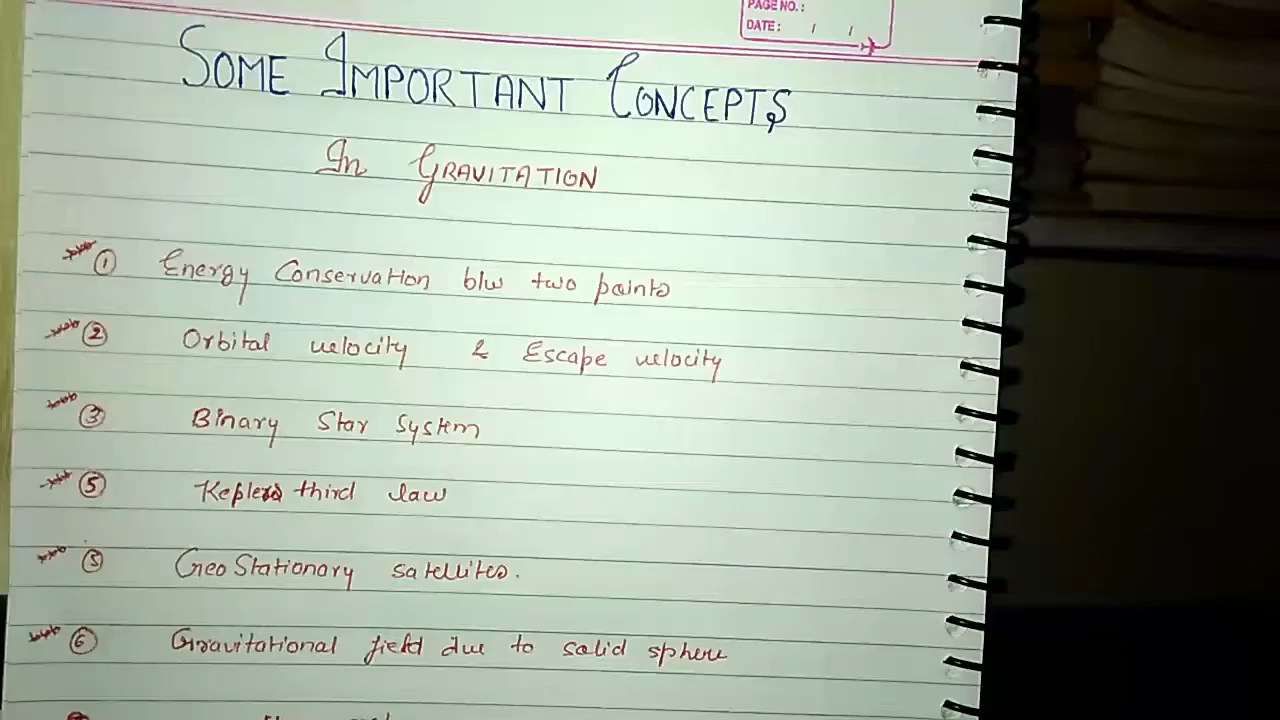 PAGE NO.:
DATE: / /
SOME IMPORTANT CONCEPTS
In GRAVITATION
*** ① Energy Conservation b/w two points
*** ② Orbital velocity & Escape velocity
*** ③ Binary Star System
*** ⑤ Keplers third law
*** ⑤ Geo Stationary satellites.
*** ⑥ Gravitational field due to solid sphere